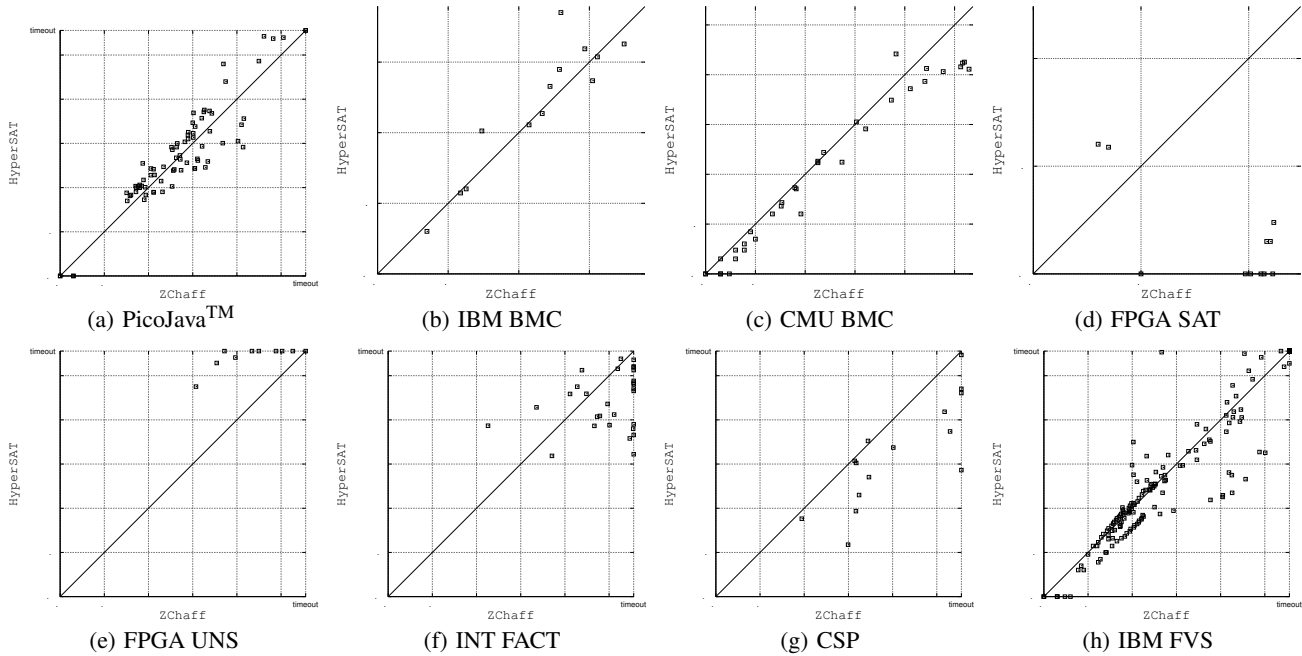 timeout
HyperSAT
timeout
ZChaff
(a) PicoJava™
HyperSAT
ZChaff
(b) IBM BMC
HyperSAT
ZChaff
(c) CMU BMC
HyperSAT
ZChaff
(d) FPGA SAT
timeout
HyperSAT
timeout
ZChaff
(e) FPGA UNS
timeout
HyperSAT
timeout
ZChaff
(f) INT FACT
timeout
HyperSAT
timeout
ZChaff
(g) CSP
timeout
HyperSAT
timeout
ZChaff
(h) IBM FVS